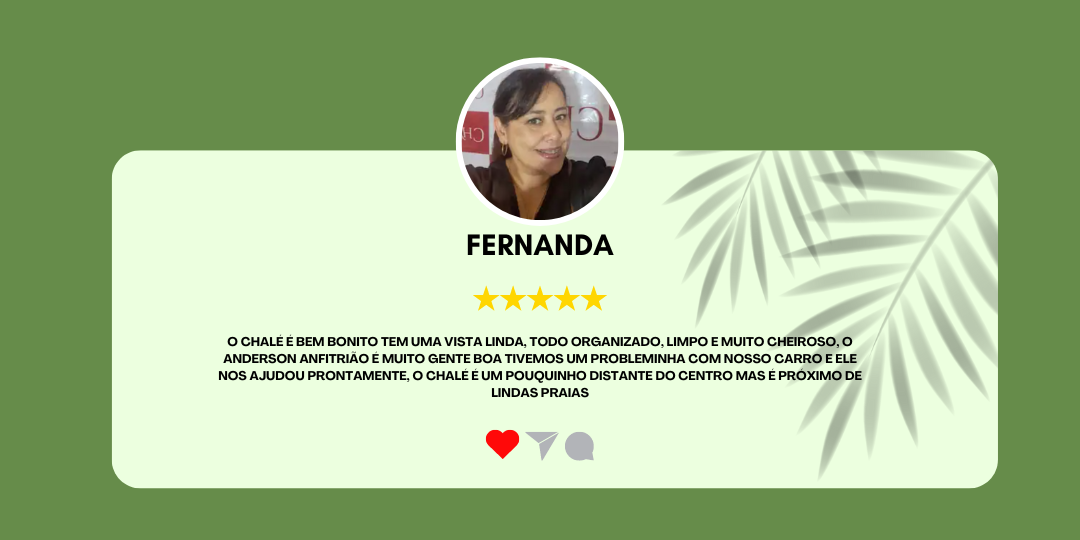 FERNANDA
O CHALÉ É BEM BONITO TEM UMA VISTA LINDA, TODO ORGANIZADO, LIMPO E MUITO CHEIROSO, O
ANDERSON ANFITRIÃO É MUITO GENTE BOA TIVEMOS UM PROBLEMINHA COM NOSSO CARRO E ELE
NOS AJUDOU PRONTAMENTE, O CHALÉ É UM POUQUINHO DISTANTE DO CENTRO MAS É PRÓXIMO DE
LINDAS PRAIAS